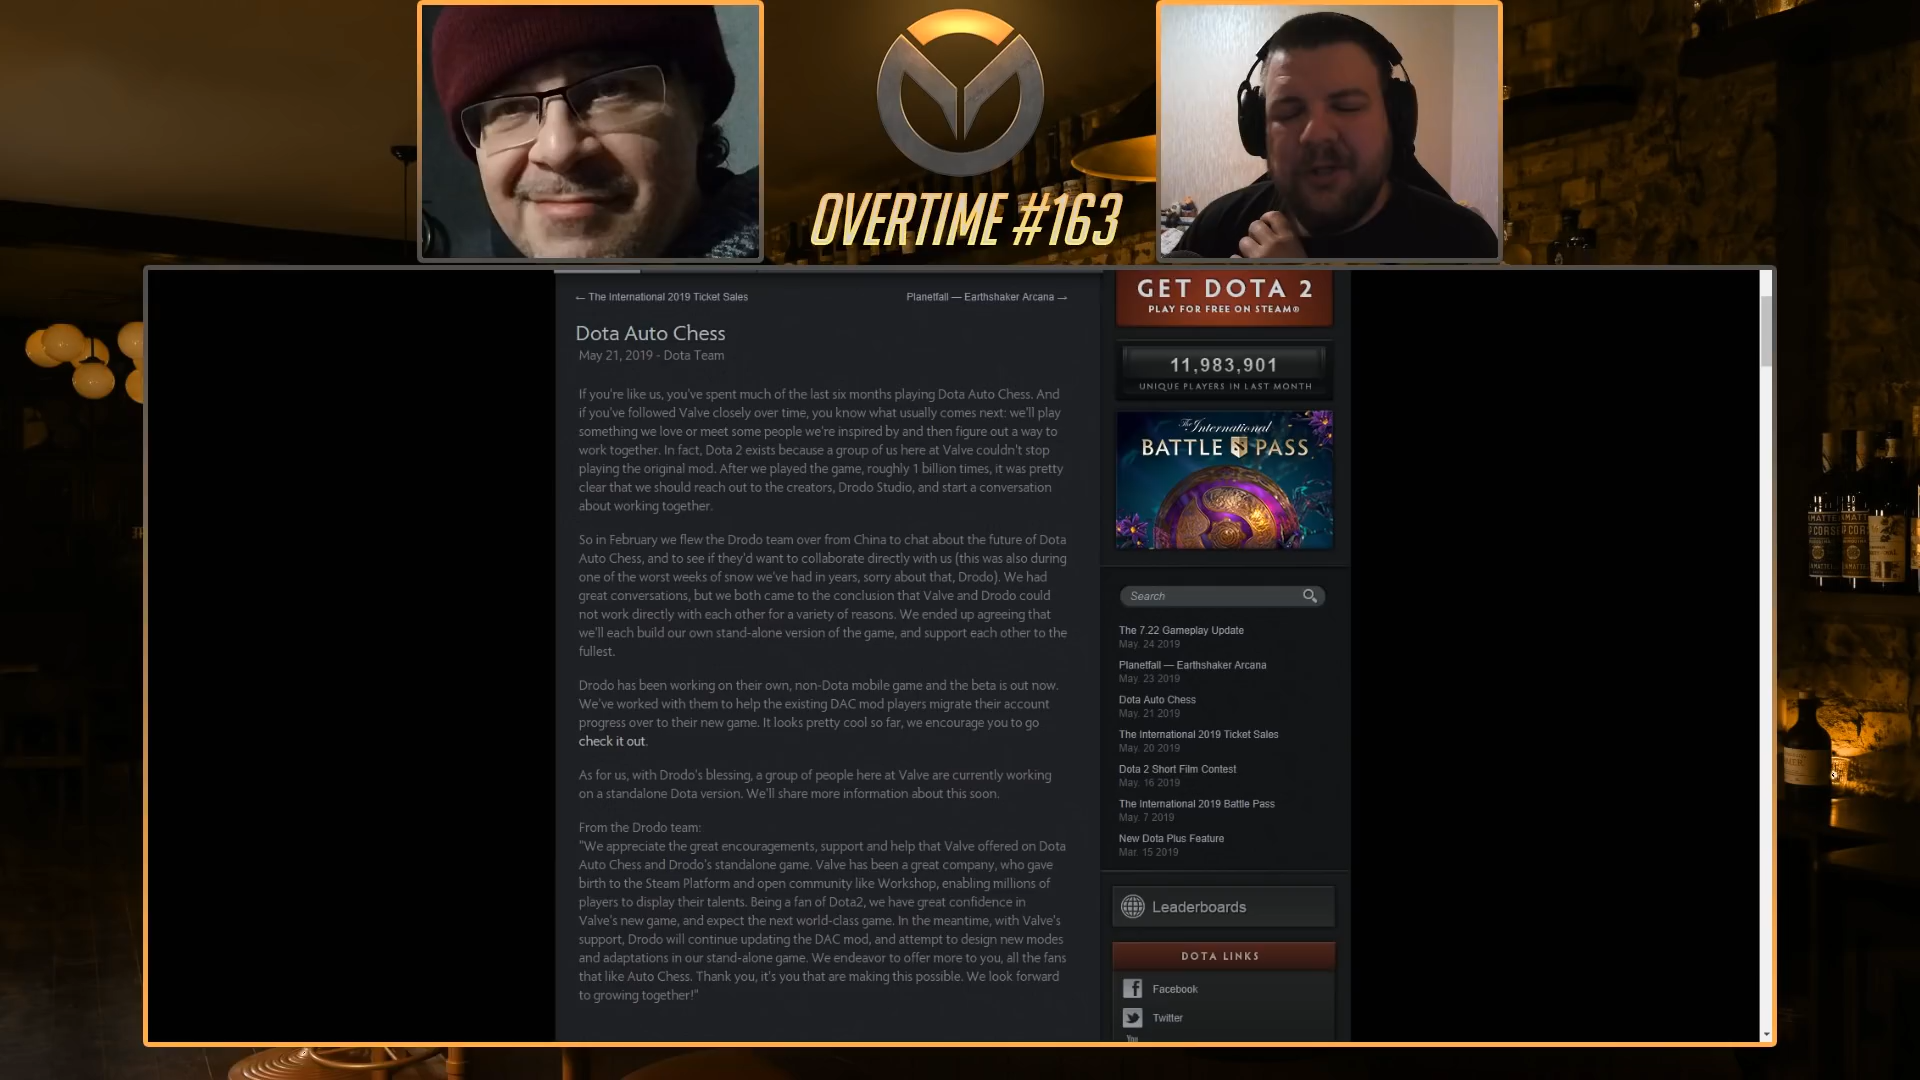 OVERTIME #163
← The International 2019 Ticket Sales
Planetfall — Earthshaker Arcana →
Dota Auto Chess
May 21, 2019 - Dota Team
If you're like us, you've spent much of the last six months playing Dota Auto Chess. And
if you've followed Valve closely over time, you know what usually comes next: we'll play
something we love or meet some people we're inspired by and then figure out a way to
work together. In fact, Dota 2 exists because a group of us here at Valve couldn't stop
playing the original mod. After we played the game, roughly 1 billion times, it was pretty
clear that we should reach out to the creators, Drodo Studio, and start a conversation
about working together.
So in February we flew the Drodo team over from China to chat about the future of Dota
Auto Chess, and to see if they'd want to collaborate directly with us (this was also during
one of the worst weeks of snow we've had in years, sorry about that, Drodo). We had
great conversations, but we both came to the conclusion that Valve and Drodo could
not work directly with each other for a variety of reasons. We ended up agreeing that
we'll each build our own stand-alone version of the game, and support each other to the
fullest.
Drodo has been working on their own, non-Dota mobile game and the beta is out now.
We've worked with them to help the existing DAC mod players migrate their account
progress over to their new game. It looks pretty cool so far, we encourage you to go
check it out.
As for us, with Drodo's blessing, a group of people here at Valve are currently working
on a standalone Dota version. We'll share more information about this soon.
From the Drodo team:
"We appreciate the great encouragements, support and help that Valve offered on Dota
Auto Chess and Drodo's standalone game. Valve has been a great company, who gave
birth to the Steam Platform and open community like Workshop, enabling millions of
players to display their talents. Being a fan of Dota2, we have great confidence in
Valve's new game, and expect the next world-class game. In the meantime, with Valve's
support, Drodo will continue updating the DAC mod, and attempt to design new modes
and adaptations in our stand-alone game. We endeavor to offer more to you, all the fans
that like Auto Chess. Thank you, it's you that are making this possible. We look forward
to growing together!"
GET DOTA 2
PLAY FOR FREE ON STEAM®
11,983,901
UNIQUE PLAYERS IN LAST MONTH
The International
BATTLE PASS
Search
The 7.22 Gameplay Update
May. 24 2019
Planetfall — Earthshaker Arcana
May. 23 2019
Dota Auto Chess
May. 21 2019
The International 2019 Ticket Sales
May. 20 2019
Dota 2 Short Film Contest
May. 16 2019
The International 2019 Battle Pass
May. 7 2019
New Dota Plus Feature
Mar. 15 2019
Leaderboards
DOTA LINKS
Facebook
Twitter
You